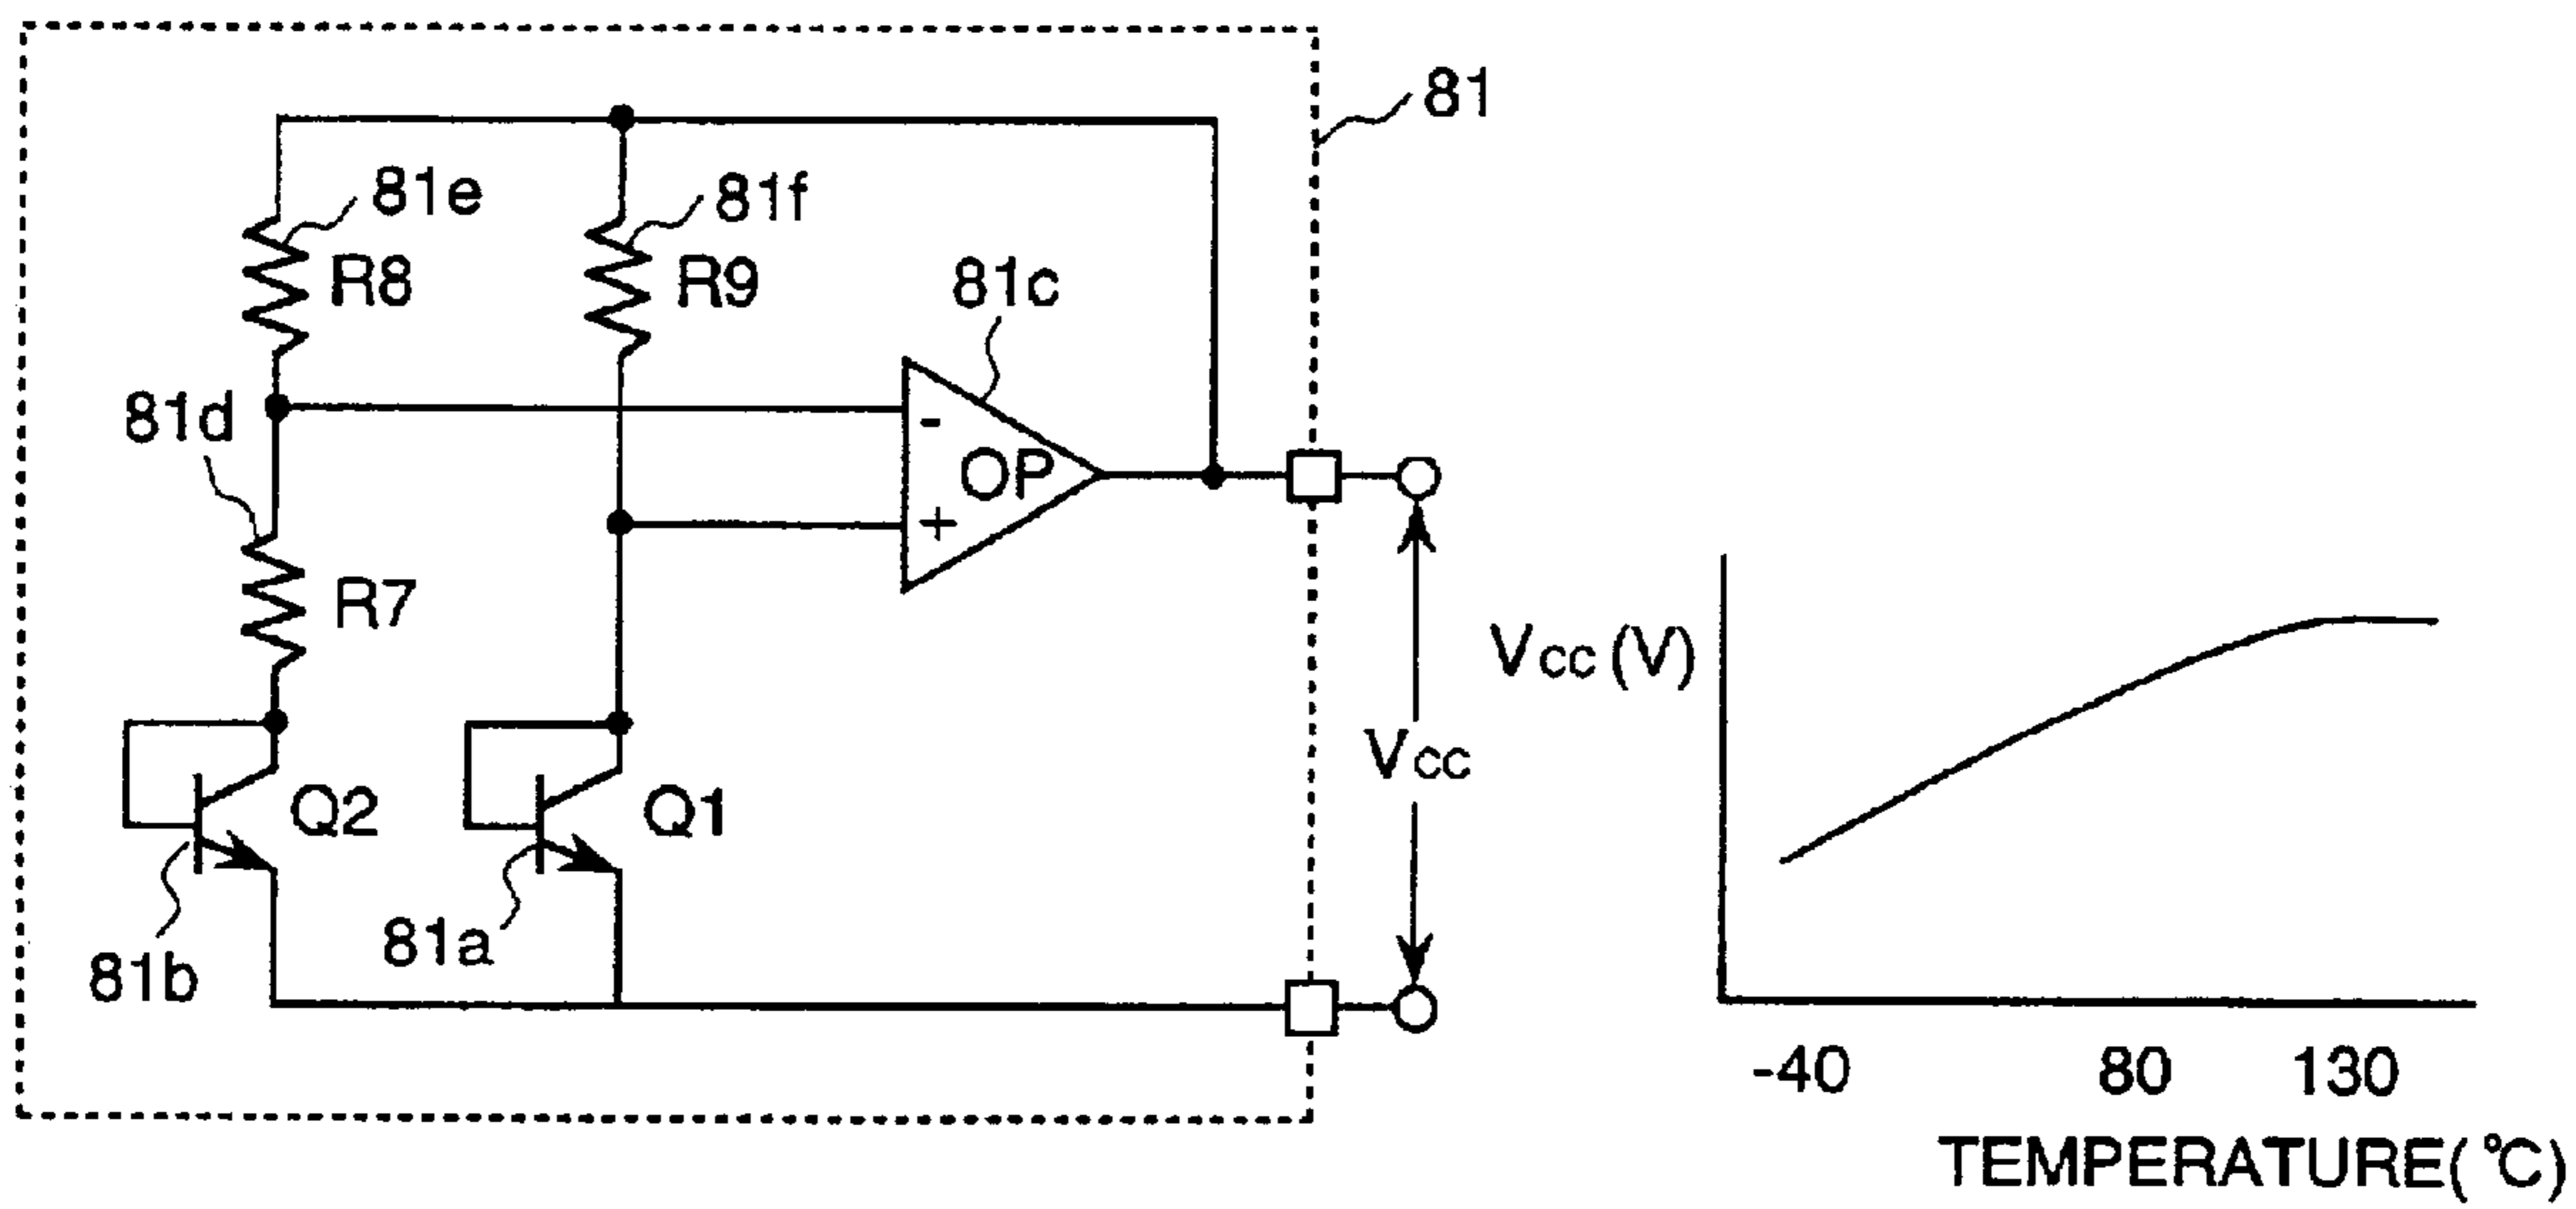 81
81e
R8
81f
R9
81c
81d
-
OP
+
R7
Q2
Q1
81b
81a
Vcc
Vcc (V)
-40 80 130
TEMPERATURE(℃)